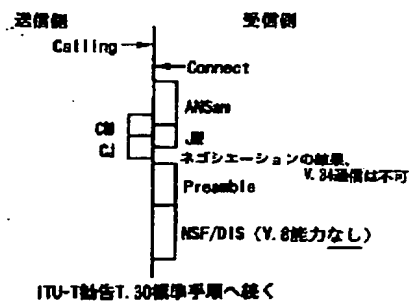 送信側
受信側
Calling
Connect
ANSam
CM
JM
CJ
ネゴシエーションの結果、
V.34通信は不可
Preamble
NSF/DIS (V.8能力なし)
ITU-T勧告T.30標準手順へ続く